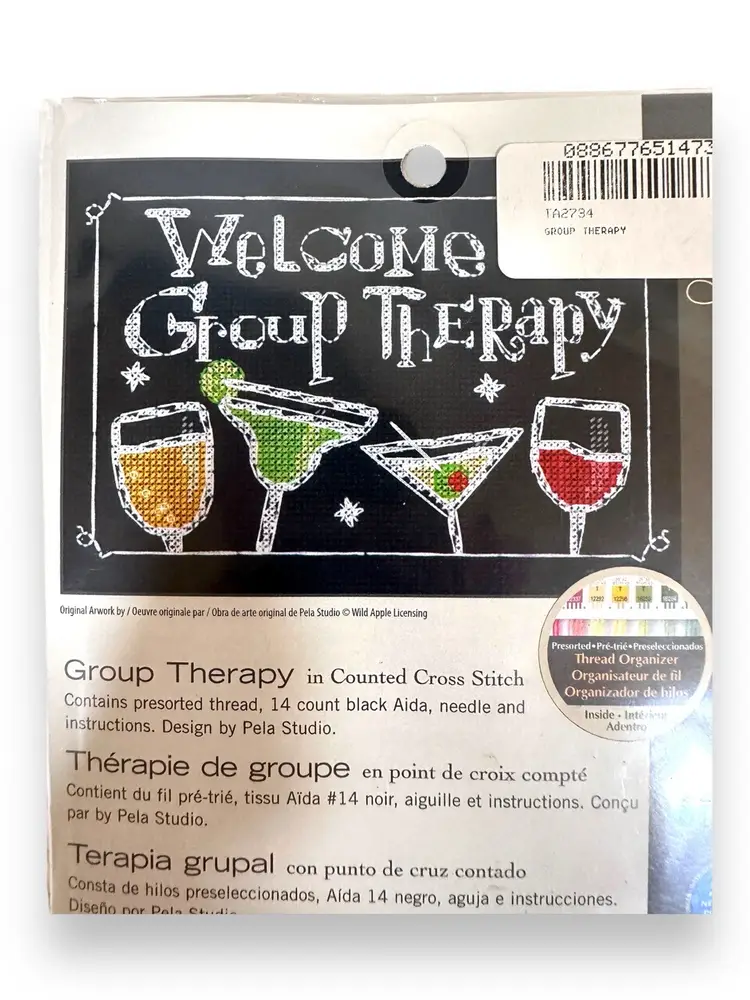 088677651473
TA2734
GROUP THERAPY
WELCOME
GROUP THERAPY
Original Artwork by / Oeuvre originale par / Obra de arte original de Pela Studio © Wild Apple Licensing
Presorted • Pré-trié • Preseleccionados
Thread Organizer
Organisateur de fil
Organizador de hilos
Inside • Intérieur
Adentro
Group Therapy in Counted Cross Stitch
Contains presorted thread, 14 count black Aida, needle and
instructions. Design by Pela Studio.
Thérapie de groupe en point de croix compté
Contient du fil pré-trié, tissu Aïda #14 noir, aiguille et instructions. Conçu
par by Pela Studio.
Terapia grupal con punto de cruz contado
Consta de hilos preseleccionados, Aída 14 negro, aguja e instrucciones.
Diseño por Pela Studio